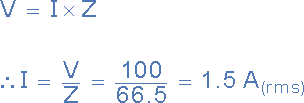 V = I × Z
∴ I = V/Z = 100/66.5 = 1.5 A(rms)